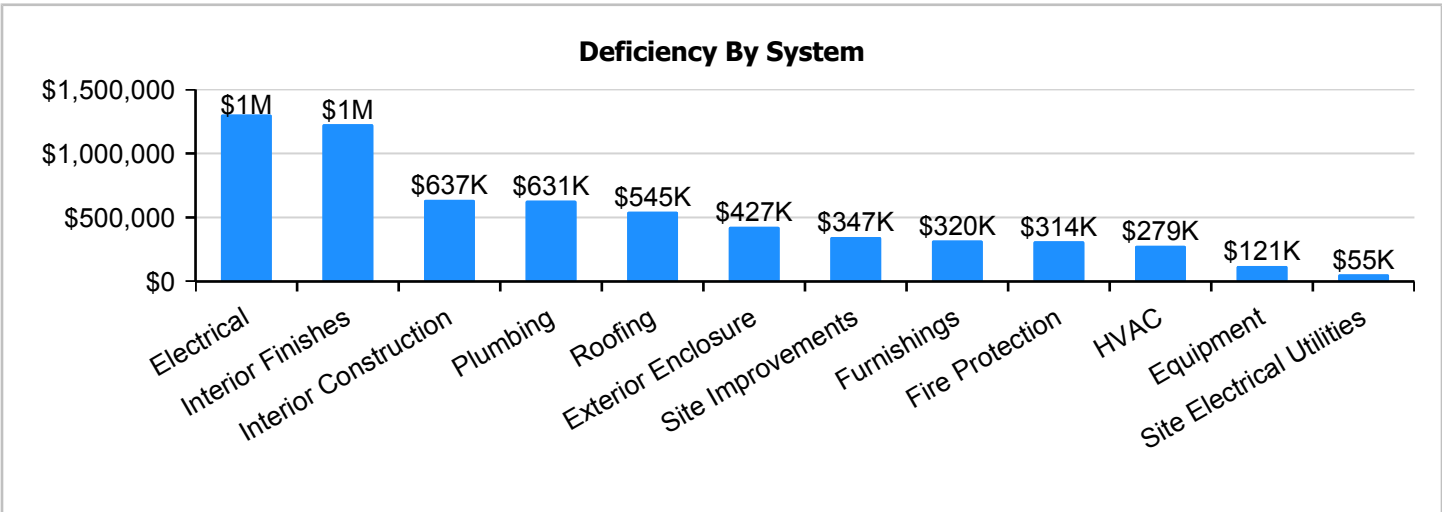 Deficiency By System
$1,500,000
$1,000,000
$500,000
$0
$1M
$1M
$637K
$631K
$545K
$427K
$347K
$320K
$314K
$279K
$121K
$55K
Electrical
Interior Finishes
Interior Construction
Plumbing
Roofing
Exterior Enclosure
Site Improvements
Furnishings
Fire Protection
HVAC
Equipment
Site Electrical Utilities